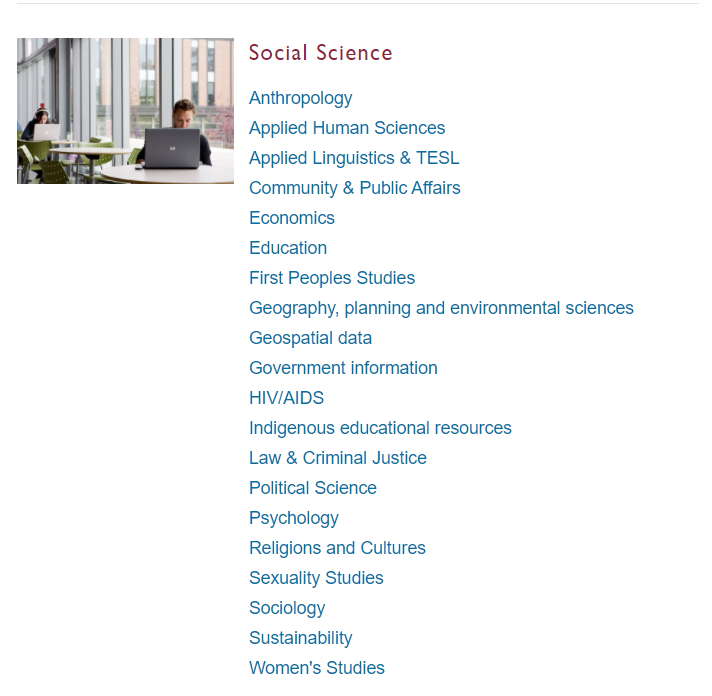 Social Science
Anthropology
Applied Human Sciences
Applied Linguistics & TESL
Community & Public Affairs
Economics
Education
First Peoples Studies
Geography, planning and environmental sciences
Geospatial data
Government information
HIV/AIDS
Indigenous educational resources
Law & Criminal Justice
Political Science
Psychology
Religions and Cultures
Sexuality Studies
Sociology
Sustainability
Women's Studies